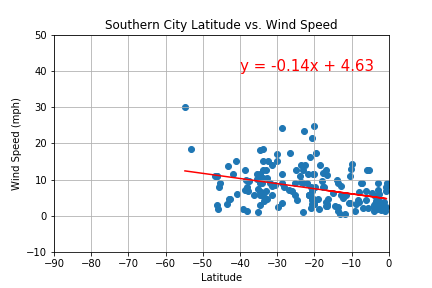 Southern City Latitude vs. Wind Speed
50
40
30
20
10
0
−10
Wind Speed (mph)
y = -0.14x + 4.63
−90 −80 −70 −60 −50 −40 −30 −20 −10 0
Latitude